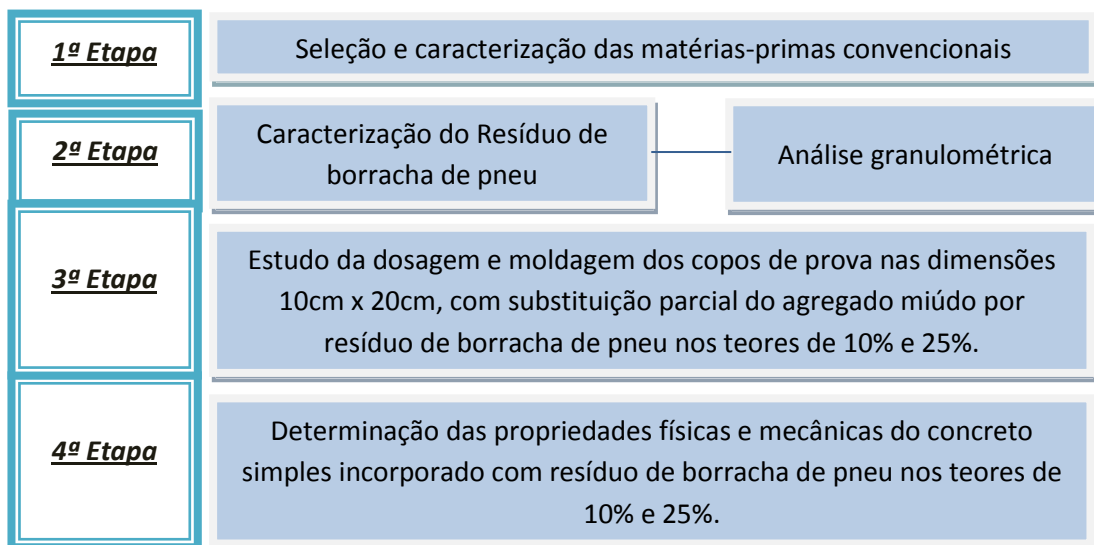 1ª Etapa
Seleção e caracterização das matérias-primas convencionais
2ª Etapa
Caracterização do Resíduo de
borracha de pneu
Análise granulométrica
3ª Etapa
Estudo da dosagem e moldagem dos copos de prova nas dimensões
10cm x 20cm, com substituição parcial do agregado miúdo por
resíduo de borracha de pneu nos teores de 10% e 25%.
4ª Etapa
Determinação das propriedades físicas e mecânicas do concreto
simples incorporado com resíduo de borracha de pneu nos teores de
10% e 25%.